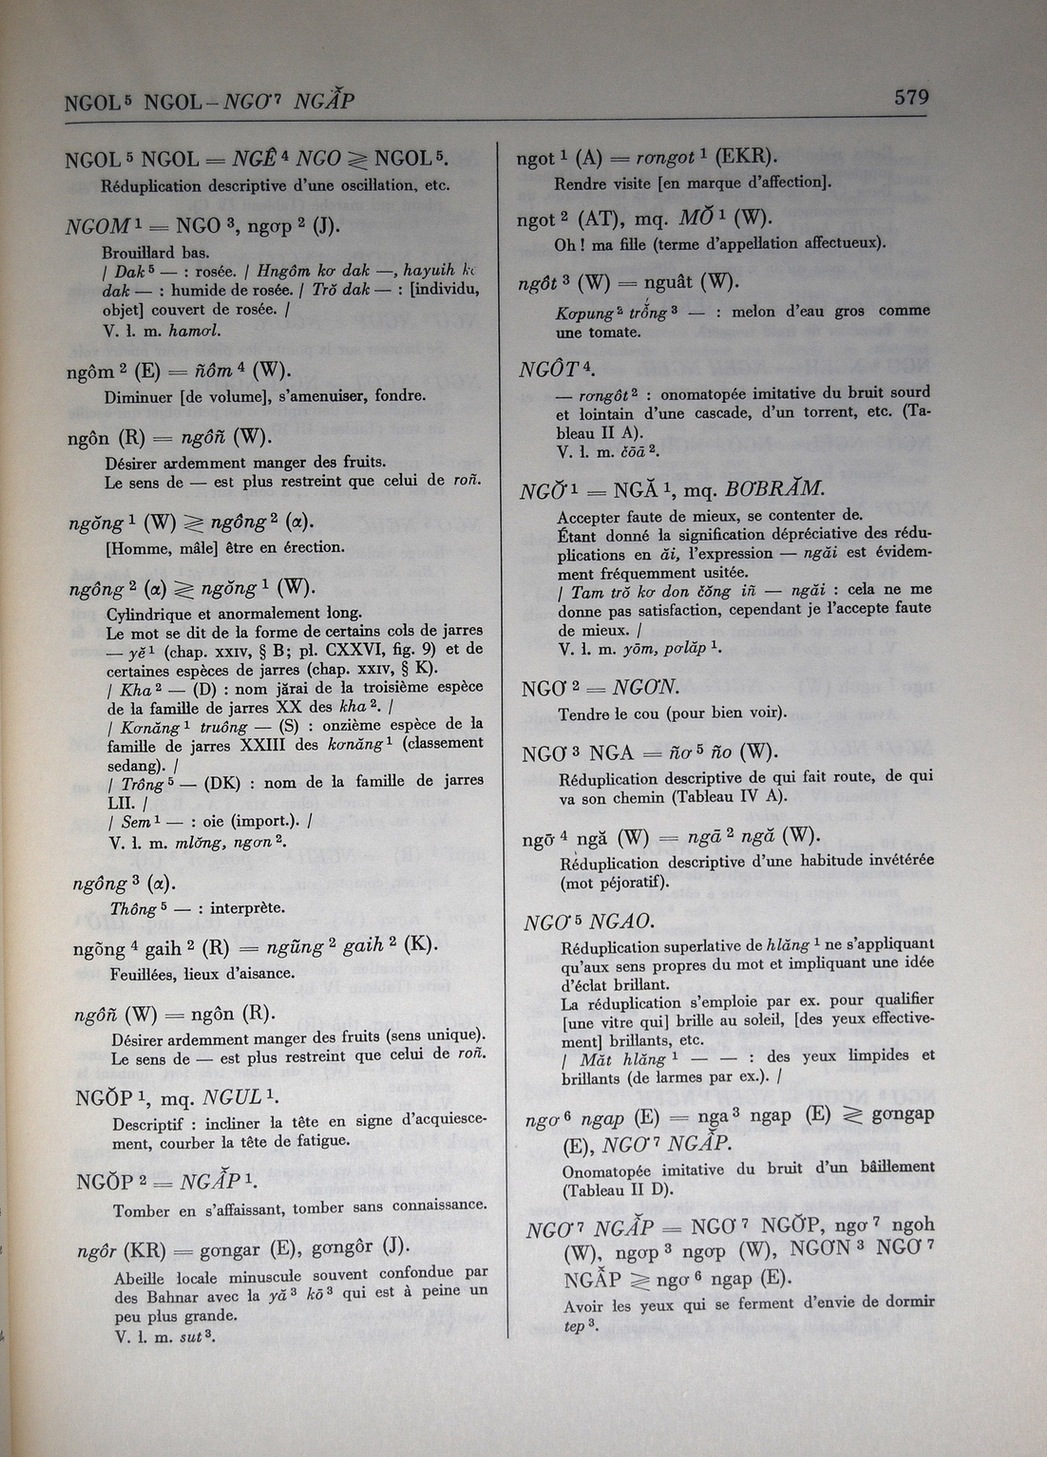 NGOL⁵ NGOL – NGƠ⁷ NGẮ̆P
579
NGOL⁵ NGOL = NGÊ⁴ NGO ⪌ NGOL⁵.
Réduplication descriptive d'une oscillation, etc.
NGOM¹ = NGO³, ngơp² (J).
Brouillard bas.
/ Dak⁵ — : rosée. / Hngôm kơ dak —, hayuih
dak — : humide de rosée. / Trŏ dak — : [individu,
objet] couvert de rosée. /
V. l. m. hamơl.
ngôm² (E) = ñôm⁴ (W).
Diminuer [de volume], s'amenuiser, fondre.
ngôn (R) = ngôñ (W).
Désirer ardemment manger des fruits.
Le sens de — est plus restreint que celui de roñ.
ngŏng¹ (W) ⪌ ngông² (α).
[Homme, mâle] être en érection.
ngông² (α) ⪌ ngŏng¹ (W).
Cylindrique et anormalement long.
Le mot se dit de la forme de certains cols de jarres
— yĕ¹ (chap. XXIV, § B; pl. CXXVI, fig. 9) et de
certaines espèces de jarres (chap. XXIV, § K).
/ Kha² — (D) : nom jărai de la troisième espèce
de la famille de jarres XX des kha². /
/ Kơnăng¹ truông — (S) : onzième espèce de la
famille de jarres XXIII des kơnăng¹ (classement
sedang). /
/ Trông⁵ — (DK) : nom de la famille de jarres
LII. /
/ Sem¹ — : oie (import.). /
V. l. m. mlŏng, ngơn².
ngông³ (α).
Thông⁵ — : interprète.
ngŏng⁴ gaih² (R) = ngŭng² gaih² (K).
Feuillées, lieux d'aisance.
ngôñ (W) = ngôn (R).
Désirer ardemment manger des fruits (sens unique).
Le sens de — est plus restreint que celui de roñ.
NGŎP¹, mq. NGUL¹.
Descriptif : incliner la tête en signe d'acquiesce-
ment, courber la tête de fatigue.
NGŎP² = NGẮ̆P¹.
Tomber en s'affaissant, tomber sans connaissance.
ngôr (KR) = gơngar (E), gơngôr (J).
Abeille locale minuscule souvent confondue par
des Bahnar avec la yă³ kō³ qui est à peine un
peu plus grande.
V. l. m. sut³.
ngot¹ (A) = rơngot¹ (EKR).
Rendre visite [en marque d'affection].
ngot² (AT), mq. MŎ¹ (W).
Oh ! ma fille (terme d'appellation affectueux).
ngôt³ (W) = nguât (W).
Kơpung² trŏ́ng³ — : melon d'eau gros comme
une tomate.
NGÔT⁴.
— rơngôt² : onomatopée imitative du bruit sourd
et lointain d'une cascade, d'un torrent, etc. (Ta-
bleau II A).
V. l. m. čōā².
NGƠ̆¹ = NGĂ¹, mq. BƠBRĂM.
Accepter faute de mieux, se contenter de.
Étant donné la signification dépréciative des rédu-
plications en ăi, l'expression — ngăi est évidem-
ment fréquemment usitée.
/ Tam trŏ kơ don čŏng iñ — ngăi : cela ne me
donne pas satisfaction, cependant je l'accepte faute
de mieux. /
V. l. m. yŏm, pơlăp¹.
NGƠ² = NGƠN.
Tendre le cou (pour bien voir).
NGƠ³ NGA = ñơ⁵ ño (W).
Réduplication descriptive de qui fait route, de qui
va son chemin (Tableau IV A).
ngơ̄⁴ ngă (W) = ngā² ngă (W).
Réduplication descriptive d'une habitude invétérée
(mot péjoratif).
NGƠ⁵ NGAO.
Réduplication superlative de hlăng¹ ne s'appliquant
qu'aux sens propres du mot et impliquant une idée
d'éclat brillant.
La réduplication s'emploie par ex. pour qualifier
[une vitre qui] brille au soleil, [des yeux effective-
ment] brillants, etc.
/ Măt hlăng¹ — — : des yeux limpides et
brillants (de larmes par ex.). /
ngơ⁶ ngap (E) = nga³ ngap (E) ⪌ gơngap
(E), NGƠ⁷ NGẮ̆P.
Onomatopée imitative du bruit d'un bâillement
(Tableau II D).
NGƠ⁷ NGẮ̆P = NGƠ⁷ NGƠ̆P, ngơ⁷ ngoh
(W), ngơp³ ngơp (W), NGƠN³ NGƠ⁷
NGẮ̆P ⪌ ngơ⁶ ngap (E).
Avoir les yeux qui se ferment d'envie de dormir
tep³.